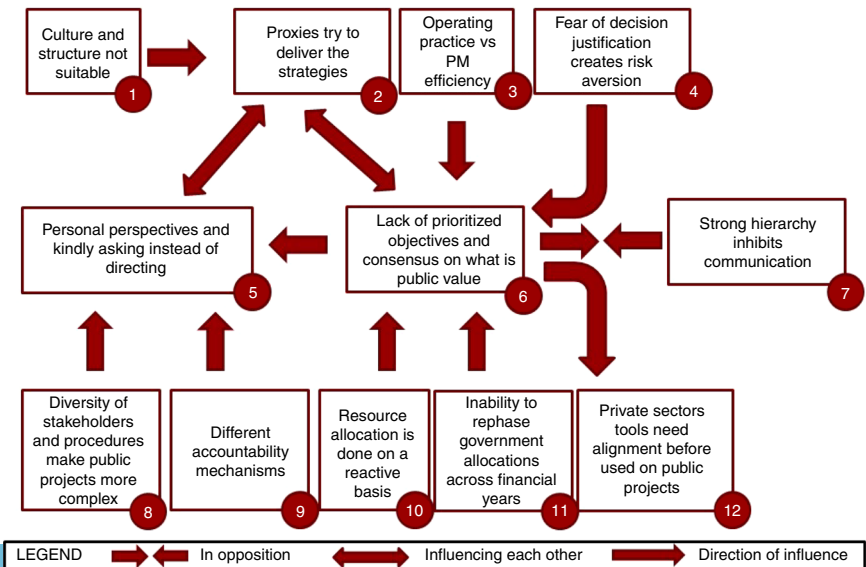 Culture and
structure not
suitable
1
Proxies try to
deliver the
strategies
2
Operating
practice vs
PM
efficiency
3
Fear of decision
justification
creates risk
aversion
4
Personal perspectives and
kindly asking instead of
directing
5
Lack of prioritized
objectives and
consensus on what is
public value
6
Strong hierarchy
inhibits
communication
7
Diversity of
stakeholders
and procedures
make public
projects more
complex
8
Different
accountability
mechanisms
9
Resource
allocation is
done on a
reactive
basis
10
Inability to
rephase
government
allocations
across financial
years
11
Private sectors
tools need
alignment before
used on public
projects
12
LEGEND In opposition Influencing each other Direction of influence